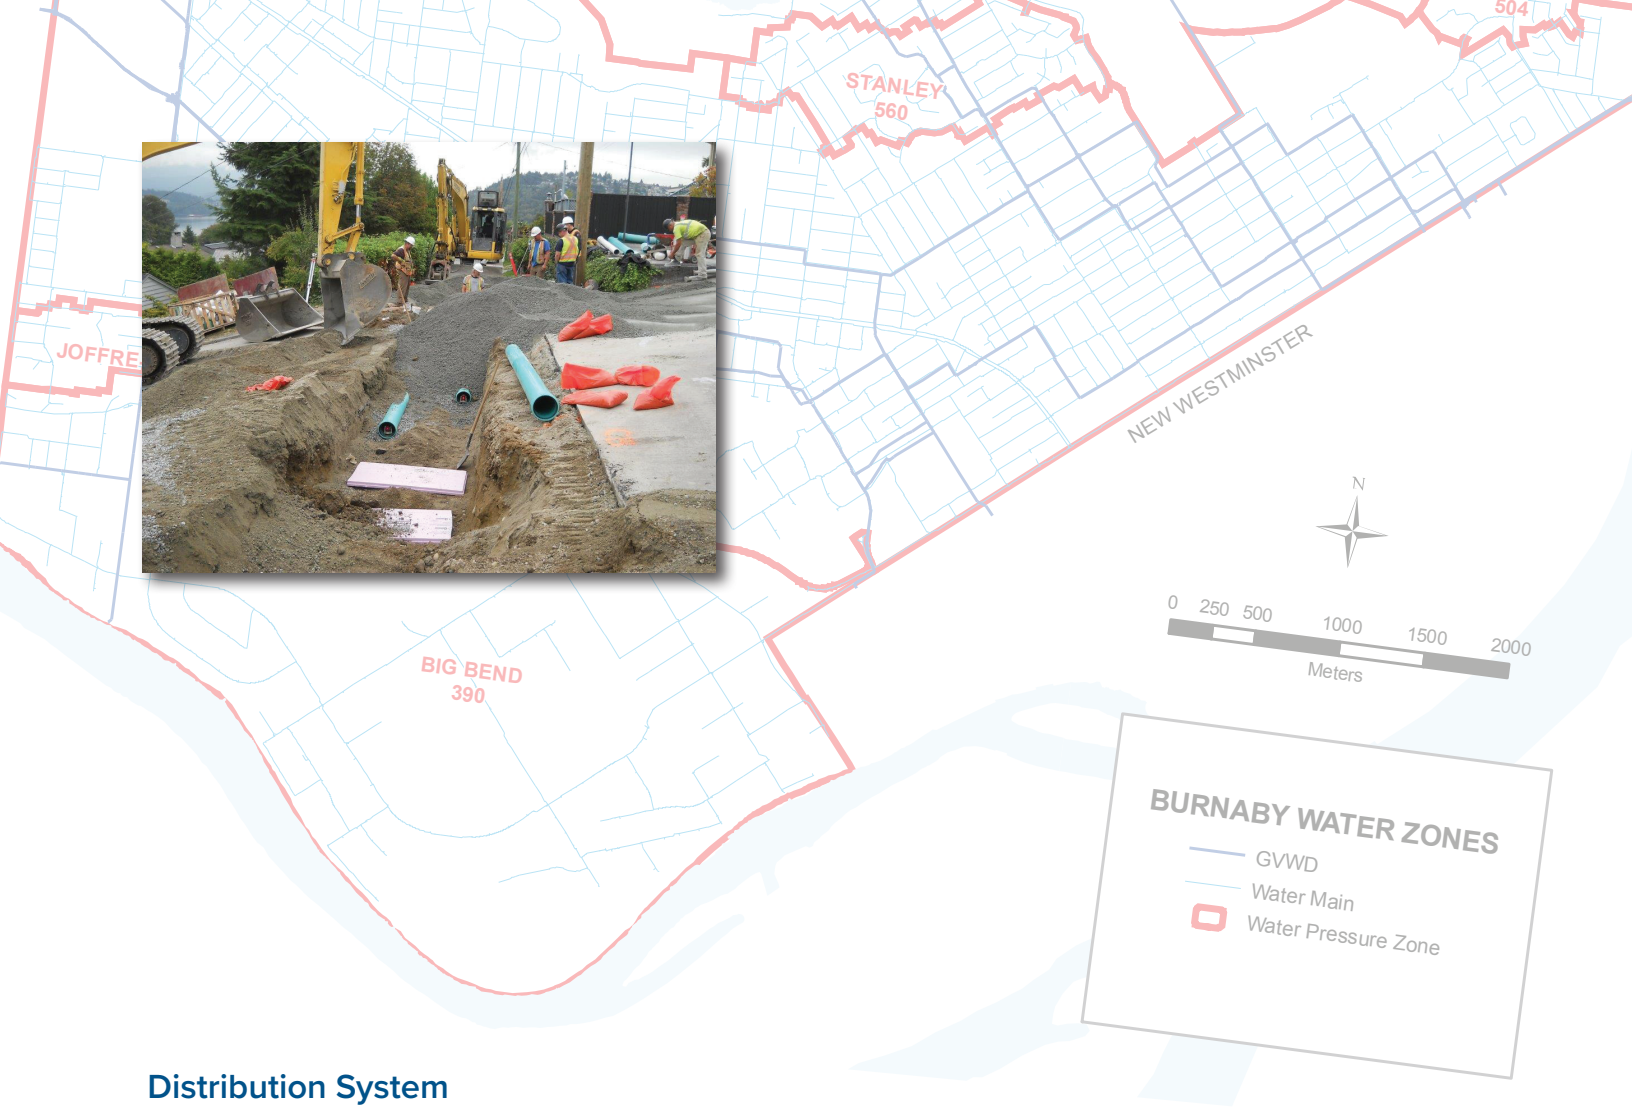 504
STANLEY
560
JOFFRE
NEW WESTMINSTER
N
0 250 500 1000 1500 2000
Meters
BIG BEND
390
BURNABY WATER ZONES
GVWD
Water Main
Water Pressure Zone
Distribution System